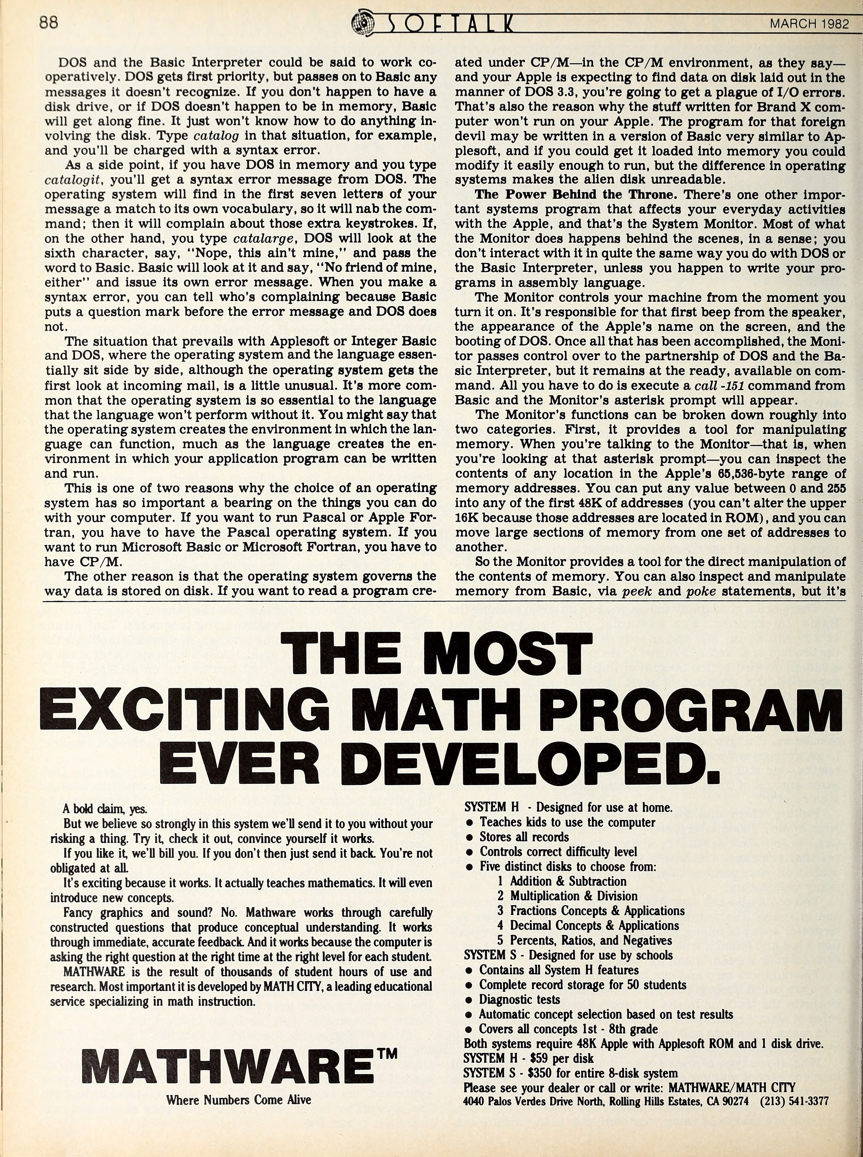 88
SOFTALK
MARCH 1982
DOS and the Basic Interpreter could be said to work co-
operatively. DOS gets first priority, but passes on to Basic any
messages it doesn't recognize. If you don't happen to have a
disk drive, or if DOS doesn't happen to be in memory, Basic
will get along fine. It just won't know how to do anything in-
volving the disk. Type catalog in that situation, for example,
and you'll be charged with a syntax error.
As a side point, if you have DOS in memory and you type
catalogit, you'll get a syntax error message from DOS. The
operating system will find in the first seven letters of your
message a match to its own vocabulary, so it will nab the com-
mand; then it will complain about those extra keystrokes. If,
on the other hand, you type catalarge, DOS will look at the
sixth character, say, "Nope, this ain't mine," and pass the
word to Basic. Basic will look at it and say, "No friend of mine,
either" and issue its own error message. When you make a
syntax error, you can tell who's complaining because Basic
puts a question mark before the error message and DOS does
not.
The situation that prevails with Applesoft or Integer Basic
and DOS, where the operating system and the language essen-
tially sit side by side, although the operating system gets the
first look at incoming mail, is a little unusual. It's more com-
mon that the operating system is so essential to the language
that the language won't perform without it. You might say that
the operating system creates the environment in which the lan-
guage can function, much as the language creates the en-
vironment in which your application program can be written
and run.
This is one of two reasons why the choice of an operating
system has so important a bearing on the things you can do
with your computer. If you want to run Pascal or Apple For-
tran, you have to have the Pascal operating system. If you
want to run Microsoft Basic or Microsoft Fortran, you have to
have CP/M.
The other reason is that the operating system governs the
way data is stored on disk. If you want to read a program cre-
ated under CP/M—in the CP/M environment, as they say—
and your Apple is expecting to find data on disk laid out in the
manner of DOS 3.3, you're going to get a plague of I/O errors.
That's also the reason why the stuff written for Brand X com-
puter won't run on your Apple. The program for that foreign
devil may be written in a version of Basic very similar to Ap-
plesoft, and if you could get it loaded into memory you could
modify it easily enough to run, but the difference in operating
systems makes the alien disk unreadable.
The Power Behind the Throne. There's one other impor-
tant systems program that affects your everyday activities
with the Apple, and that's the System Monitor. Most of what
the Monitor does happens behind the scenes, in a sense; you
don't interact with it in quite the same way you do with DOS or
the Basic Interpreter, unless you happen to write your pro-
grams in assembly language.
The Monitor controls your machine from the moment you
turn it on. It's responsible for that first beep from the speaker,
the appearance of the Apple's name on the screen, and the
booting of DOS. Once all that has been accomplished, the Moni-
tor passes control over to the partnership of DOS and the Ba-
sic Interpreter, but it remains at the ready, available on com-
mand. All you have to do is execute a call -151 command from
Basic and the Monitor's asterisk prompt will appear.
The Monitor's functions can be broken down roughly into
two categories. First, it provides a tool for manipulating
memory. When you're talking to the Monitor—that is, when
you're looking at that asterisk prompt—you can inspect the
contents of any location in the Apple's 65,536-byte range of
memory addresses. You can put any value between 0 and 255
into any of the first 48K of addresses (you can't alter the upper
16K because those addresses are located in ROM), and you can
move large sections of memory from one set of addresses to
another.
So the Monitor provides a tool for the direct manipulation of
the contents of memory. You can also inspect and manipulate
memory from Basic, via peek and poke statements, but it's
THE MOST
EXCITING MATH PROGRAM
EVER DEVELOPED.
A bold claim, yes.
But we believe so strongly in this system we'll send it to you without your
risking a thing. Try it, check it out, convince yourself it works.
If you like it, we'll bill you. If you don't then just send it back. You're not
obligated at all.
It's exciting because it works. It actually teaches mathematics. It will even
introduce new concepts.
Fancy graphics and sound? No. Mathware works through carefully
constructed questions that produce conceptual understanding. It works
through immediate, accurate feedback. And it works because the computer is
asking the right question at the right time at the right level for each student.
MATHWARE is the result of thousands of student hours of use and
research. Most important it is developed by MATH CITY, a leading educational
service specializing in math instruction.
MATHWARE™
Where Numbers Come Alive
SYSTEM H - Designed for use at home.
• Teaches kids to use the computer
• Stores all records
• Controls correct difficulty level
• Five distinct disks to choose from:
1 Addition & Subtraction
2 Multiplication & Division
3 Fractions Concepts & Applications
4 Decimal Concepts & Applications
5 Percents, Ratios, and Negatives
SYSTEM S - Designed for use by schools
• Contains all System H features
• Complete record storage for 50 students
• Diagnostic tests
• Automatic concept selection based on test results
• Covers all concepts 1st - 8th grade
Both systems require 48K Apple with Applesoft ROM and 1 disk drive.
SYSTEM H - $59 per disk
SYSTEM S - $350 for entire 8-disk system
Please see your dealer or call or write: MATHWARE/MATH CITY
4040 Palos Verdes Drive North, Rolling Hills Estates, CA 90274 (213) 541-3377